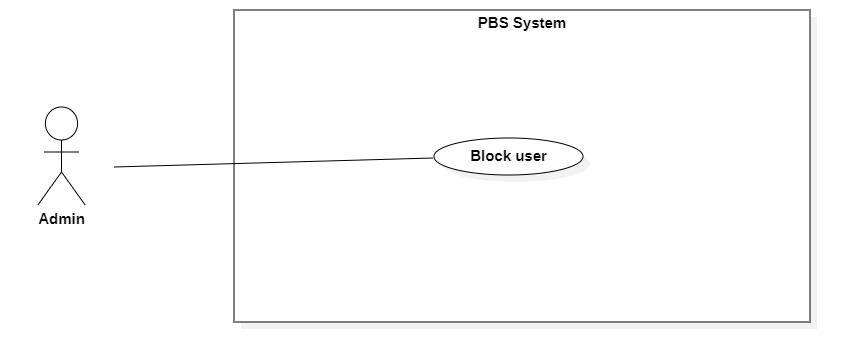 PBS System
Block user
Admin